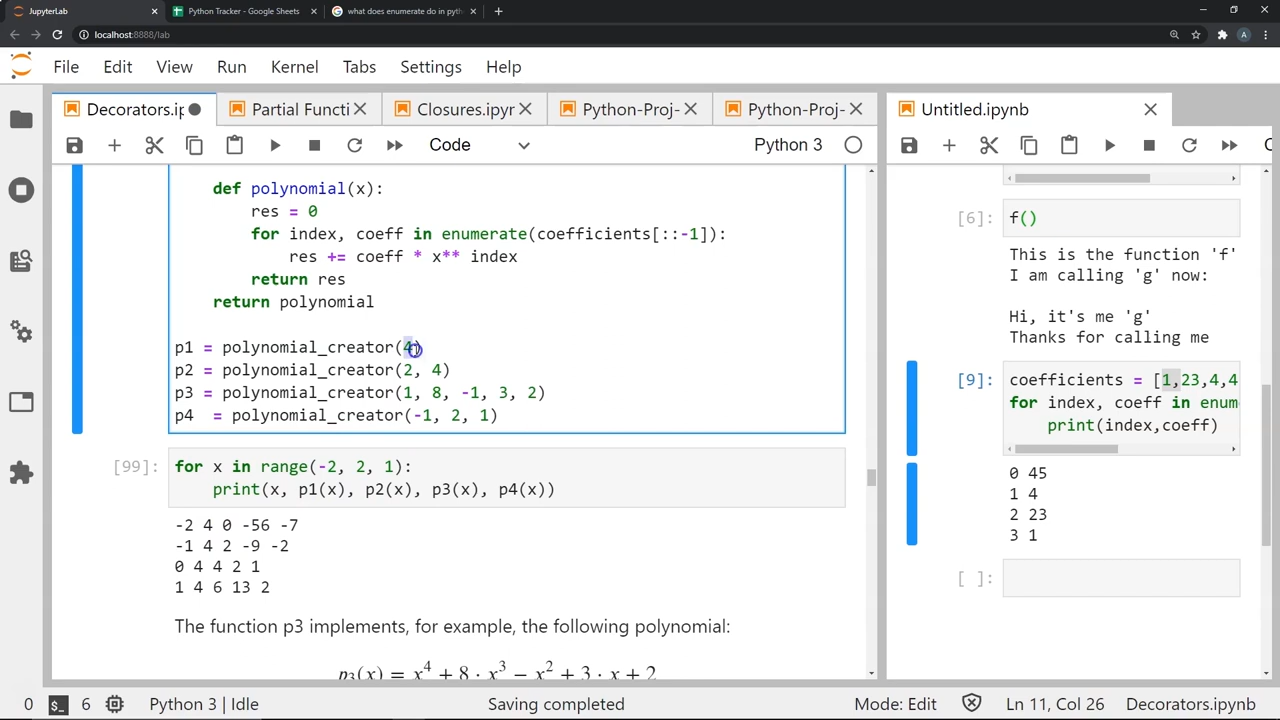 JupyterLab
Python Tracker - Google Sheets
what does enumerate do in pyth
localhost:8888/lab
A
File Edit View Run Kernel Tabs Settings Help
Decorators.ip
Partial Functi
Closures.ipyr
Python-Proj-
Python-Proj-
Untitled.ipynb
Code
Python 3
def polynomial(x):
res = 0
for index, coeff in enumerate(coefficients[::-1]):
res += coeff * x** index
return res
return polynomial
p1 = polynomial_creator(4)
p2 = polynomial_creator(2, 4)
p3 = polynomial_creator(1, 8, -1, 3, 2)
p4  = polynomial_creator(-1, 2, 1)
[99]:
for x in range(-2, 2, 1):
print(x, p1(x), p2(x), p3(x), p4(x))
-2 4 0 -56 -7
-1 4 2 -9 -2
0 4 4 2 1
1 4 6 13 2
The function p3 implements, for example, the following polynomial:
p₃(x) = x⁴ + 8 · x³ − x² + 3 · x + 2
[6]:
f()
This is the function 'f'
I am calling 'g' now:
Hi, it's me 'g'
Thanks for calling me
[9]:
coefficients = [1,23,4,4
for index, coeff in enum
print(index,coeff)
0 45
1 4
2 23
3 1
[ ]:
0
6
Python 3 | Idle
Saving completed
Mode: Edit
Ln 11, Col 26
Decorators.ipynb